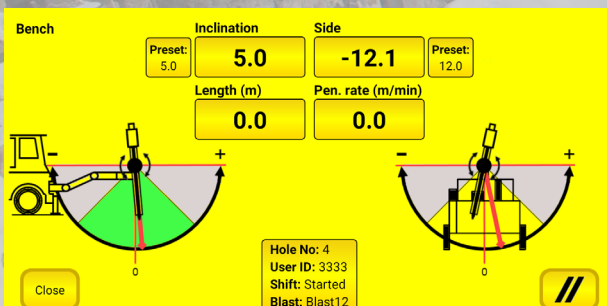 Bench
Inclination
Side
Preset:
5.0
5.0
-12.1
Preset:
12.0
Length (m)
Pen. rate (m/min)
0.0
0.0
-
+
-
+
0
0
Hole No: 4
User ID: 3333
Shift: Started
Blast: Blast12
Close
//